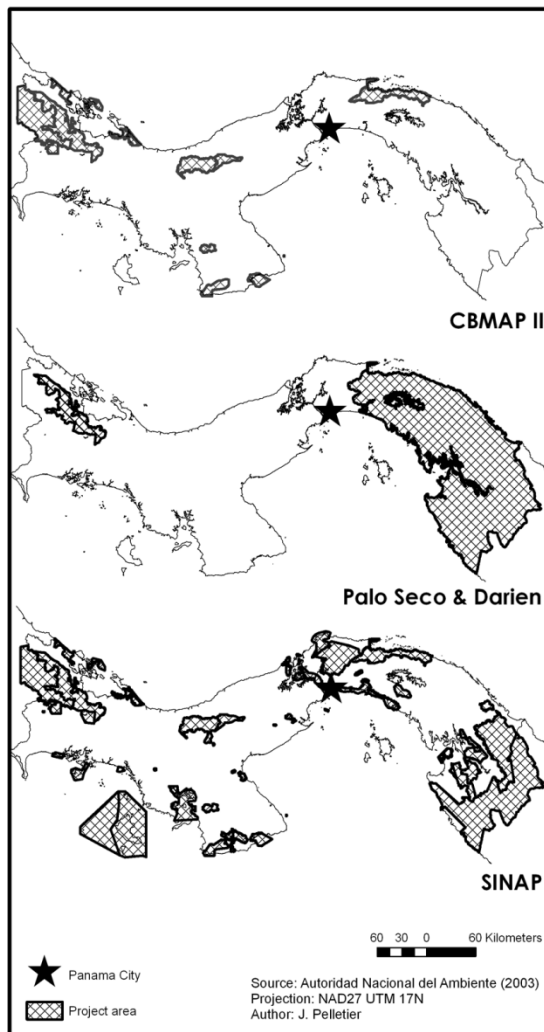 CBMAP II
Palo Seco & Darien
SINAP
60 30 0 60 Kilometers
Panama City
Project area
Source: Autoridad Nacional del Ambiente (2003)
Projection: NAD27 UTM 17N
Author: J. Pelletier